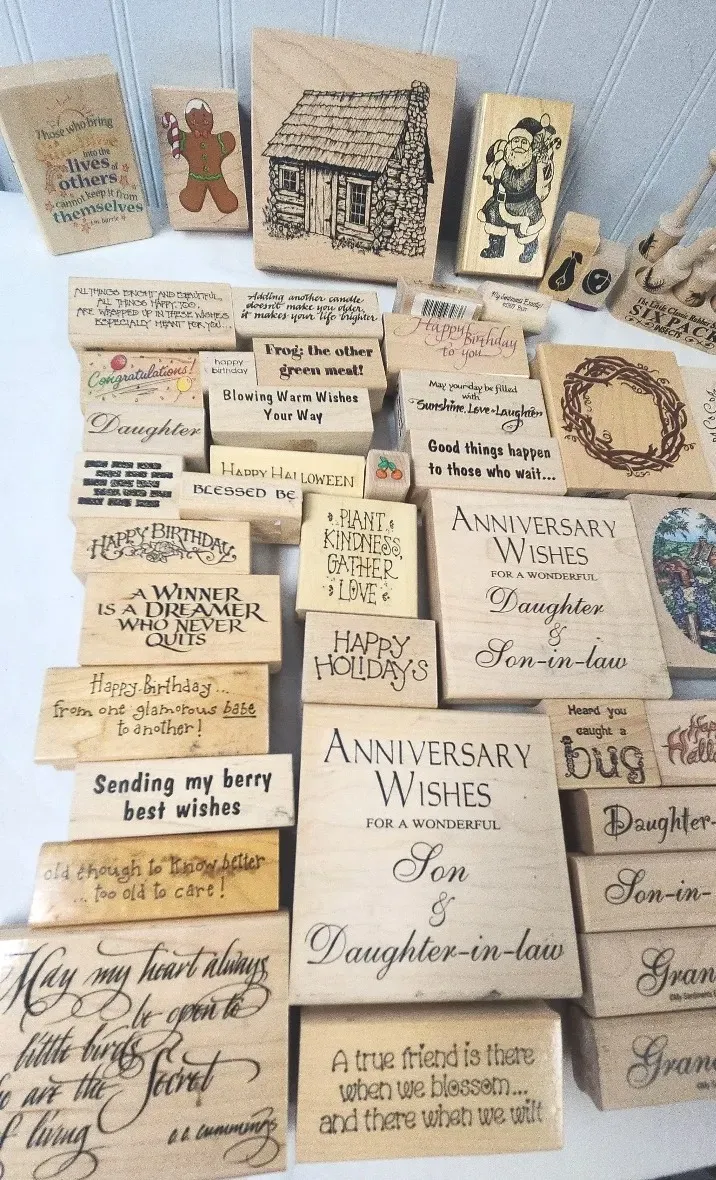 Those who bring
into the
lives of
others
cannot keep it from
themselves
ALL THINGS BRIGHT AND BEAUTIFUL,
ALL THINGS HAPPY, TOO,
ARE WRAPPED UP IN THESE WISHES
ESPECIALLY MEANT FOR YOU...
Adding another candle
doesn't make you older,
it makes your life brighter
SIX PACK
Congratulations!
happy
birthday
Frog: the other
green meat!
Happy Birthday
to you
Daughter
Blowing Warm Wishes
Your Way
May your day be filled
with
Sunshine, Love & Laughter
Good things happen
to those who wait...
HAPPY HALLOWEEN
BLESSED BE
HAPPY BIRTHDAY
PLANT
KINDNESS,
GATHER
LOVE
ANNIVERSARY
WISHES
FOR A WONDERFUL
Daughter
&
Son-in-law
A WINNER
IS A DREAMER
WHO NEVER
QUITS
HAPPY
HOLIDAYS
Happy Birthday...
from one glamorous babe
to another!
Heard you
caught a
bug
Sending my berry
best wishes
ANNIVERSARY
WISHES
FOR A WONDERFUL
Son
&
Daughter-in-law
Daughter-
Son-in-
Gran
Gran
old enough to know better
... too old to care!
May my heart always
be open to
little birds
o are the Secret
f living
e.e. cummings
A true friend is there
when we blossom...
and there when we wilt